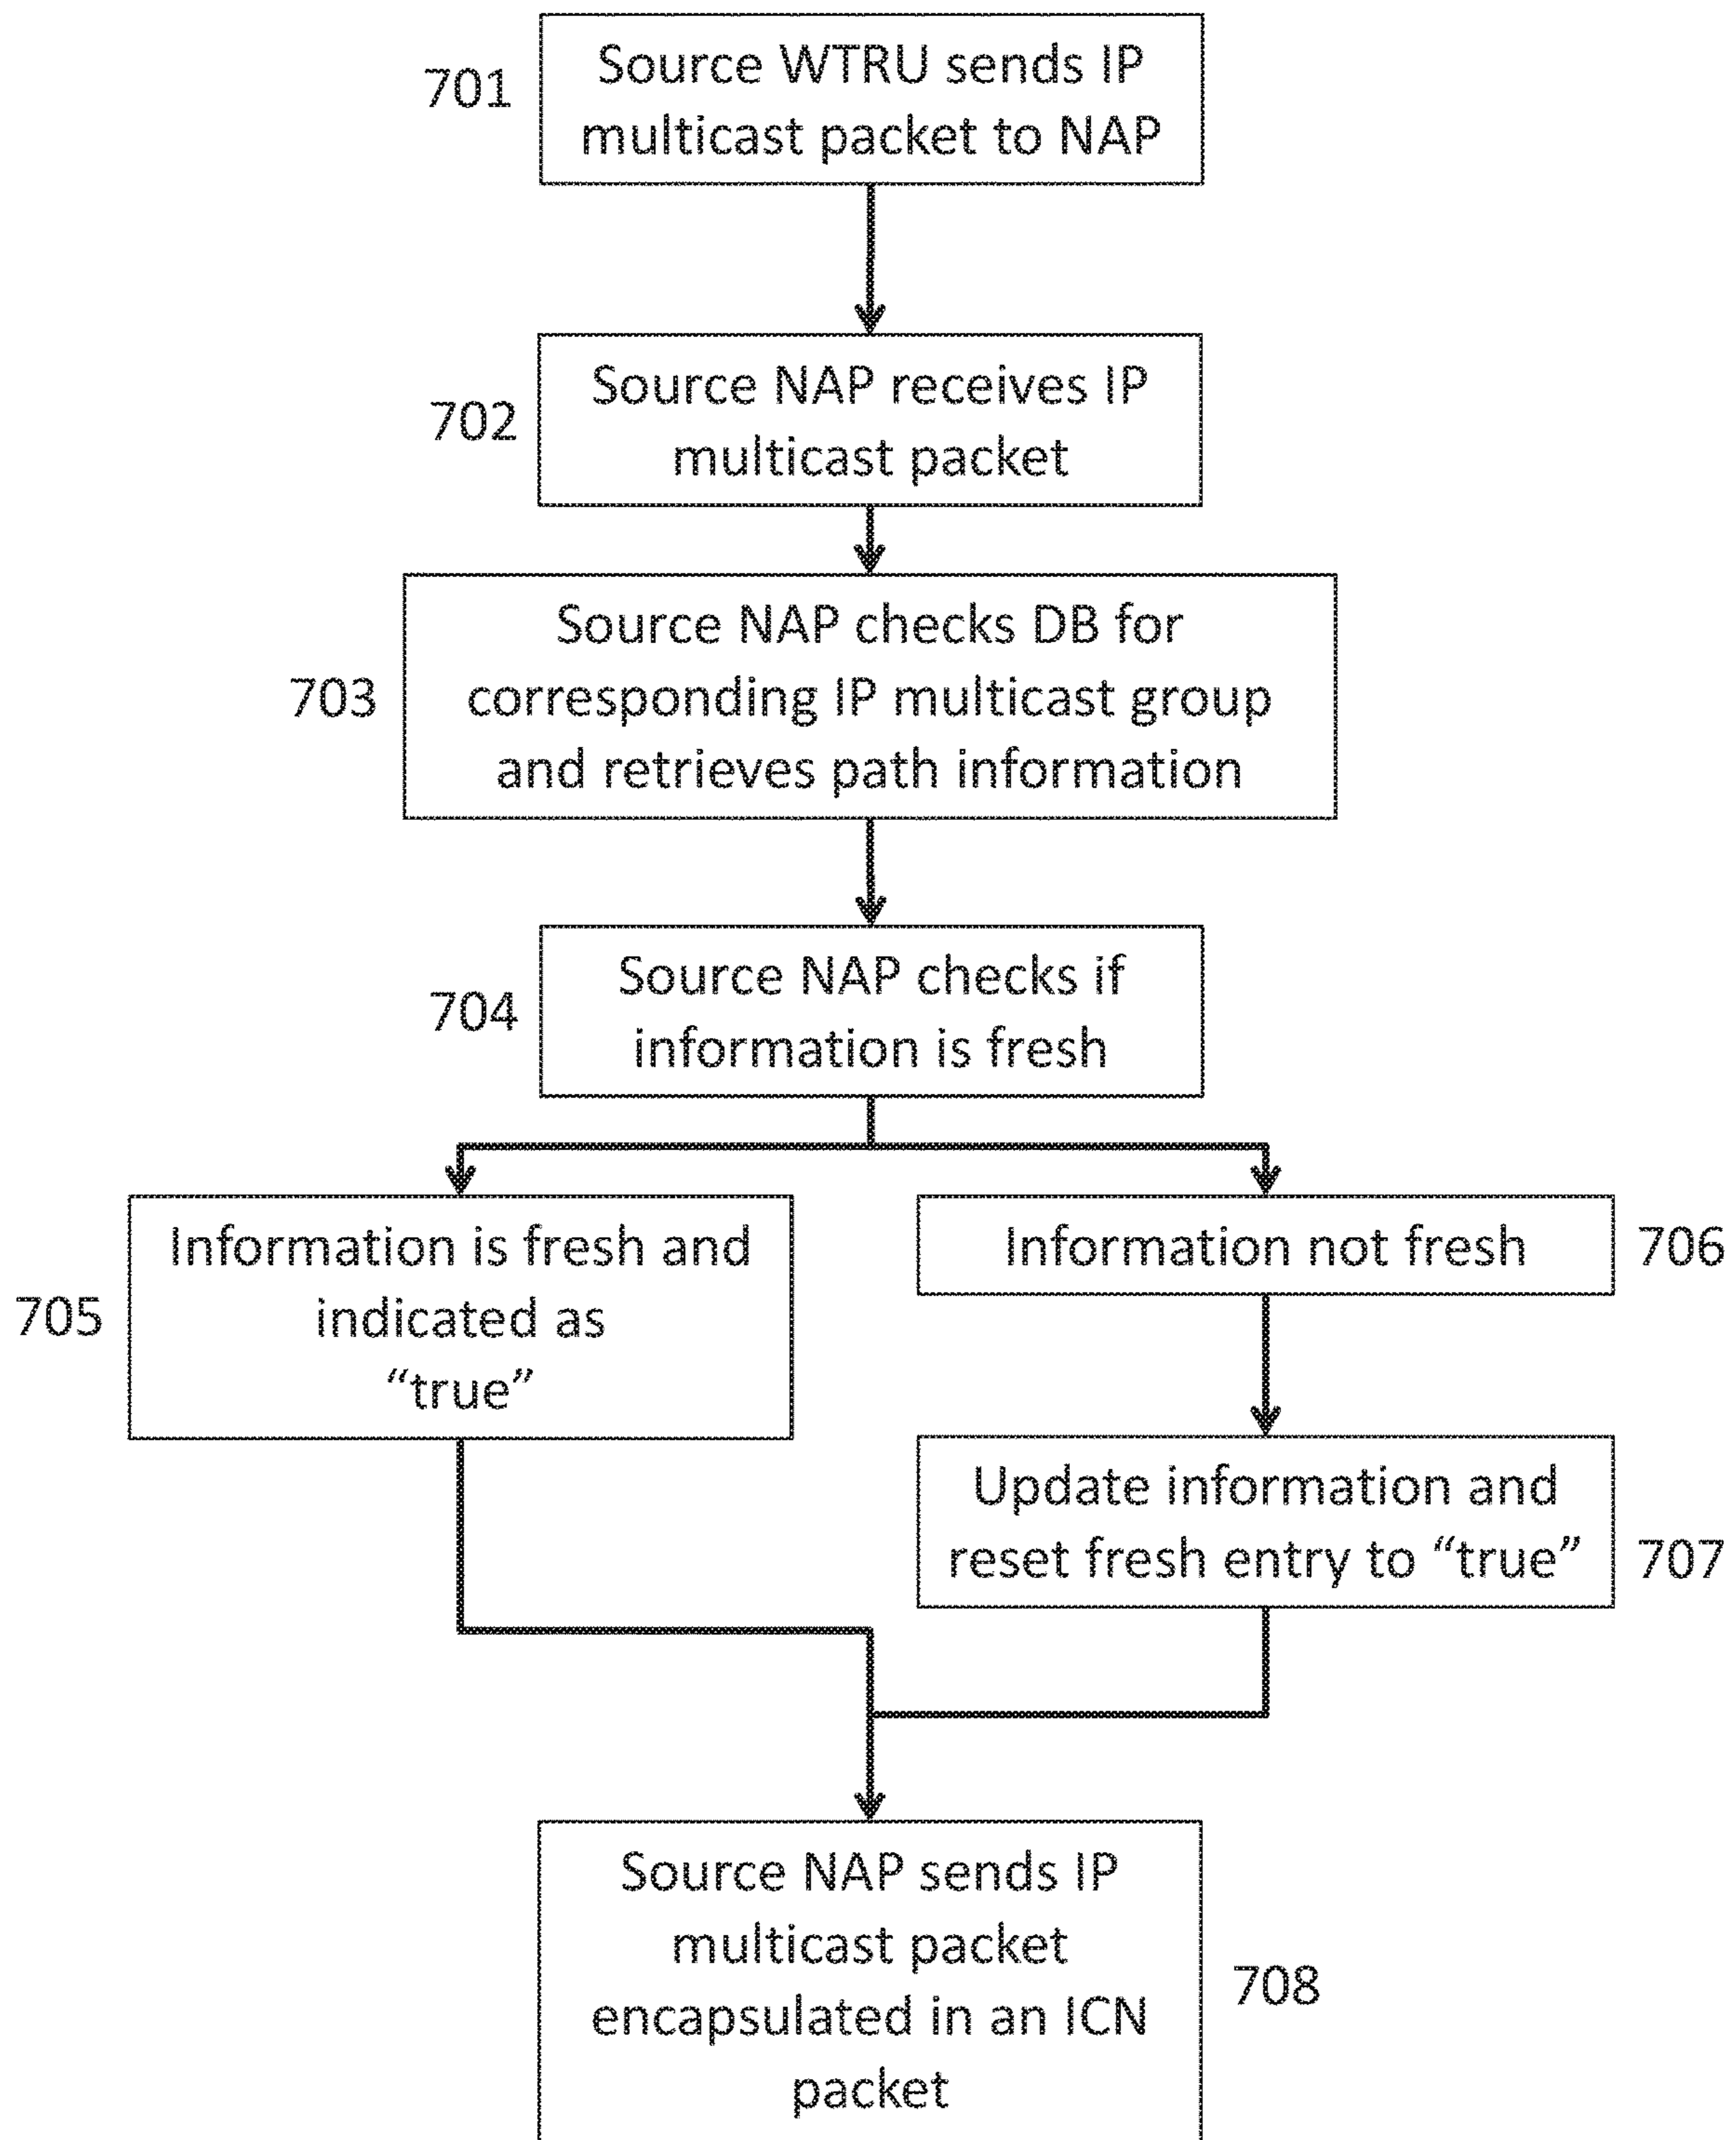 701
Source WTRU sends IP
multicast packet to NAP
702
Source NAP receives IP
multicast packet
703
Source NAP checks DB for
corresponding IP multicast group
and retrieves path information
704
Source NAP checks if
information is fresh
705
Information is fresh and
indicated as
“true”
Information not fresh
706
Update information and
reset fresh entry to “true”
707
Source NAP sends IP
multicast packet
encapsulated in an ICN
packet
708